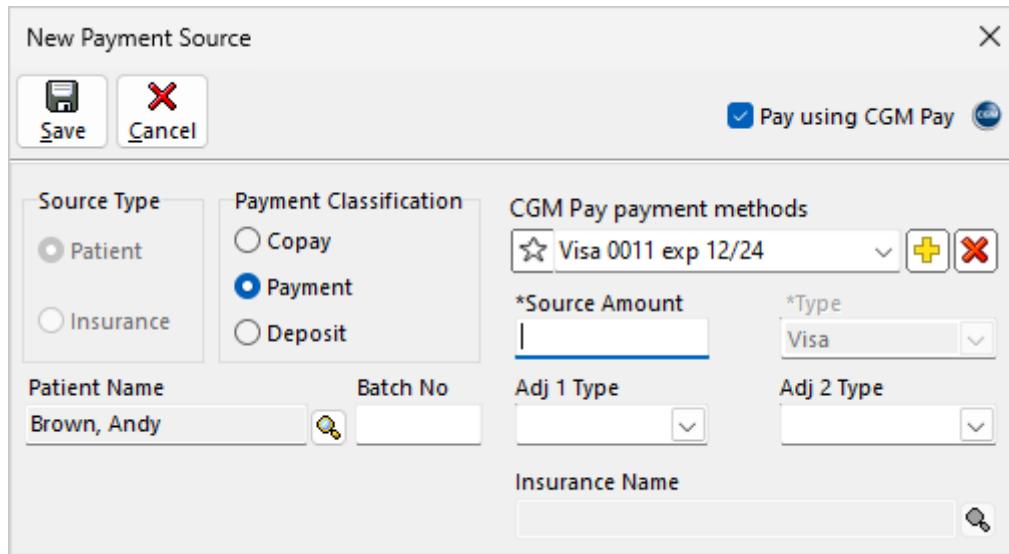 New Payment Source
Save
Cancel
Pay using CGM Pay
CGM
Source Type
Patient
Insurance
Payment Classification
Copay
Payment
Deposit
CGM Pay payment methods
Visa 0011 exp 12/24
*Source Amount
*Type
Visa
Patient Name
Batch No
Adj 1 Type
Adj 2 Type
Brown, Andy
Insurance Name